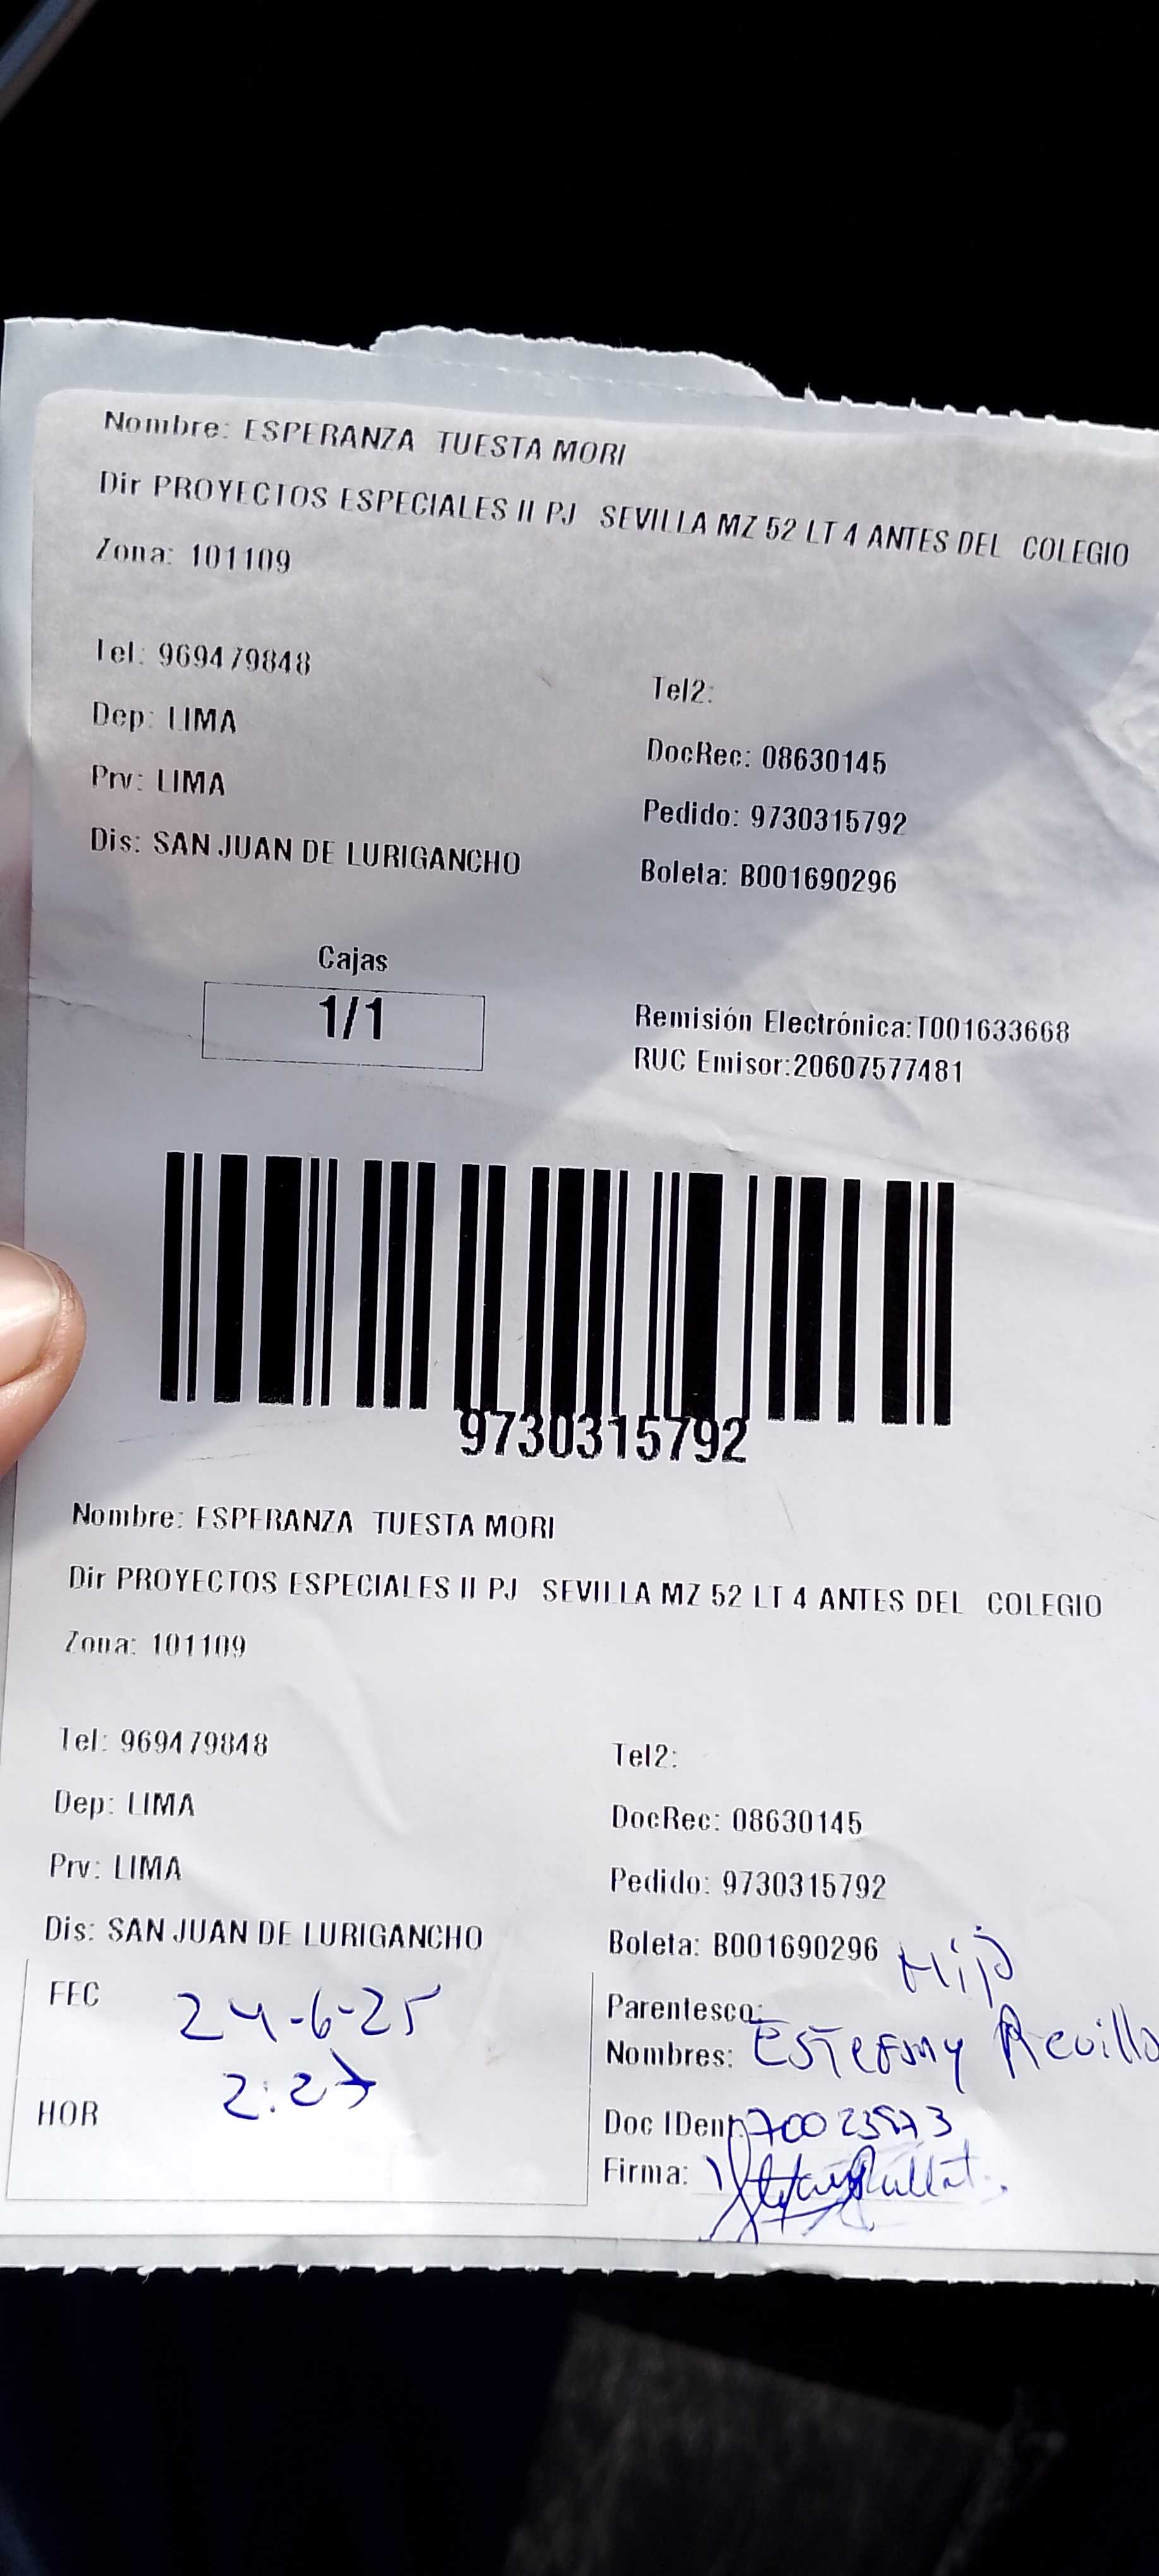 Nombre: ESPERANZA TUESTA MORI
Dir PROYECTOS ESPECIALES II PJ SEVILLA MZ 52 LT 4 ANTES DEL COLEGIO
Zona: 101109
Tel: 969479848
Tel2:
Dep: LIMA
DocRec: 08630145
Prv: LIMA
Pedido: 9730315792
Dis: SAN JUAN DE LURIGANCHO
Boleta: B001690296
Cajas
1/1
Remisión Electrónica:T001633668
RUC Emisor:20607577481
9730315792
Nombre: ESPERANZA TUESTA MORI
Dir PROYECTOS ESPECIALES II PJ SEVILLA MZ 52 LT 4 ANTES DEL COLEGIO
Zona: 101109
Tel: 969479848
Tel2:
Dep: LIMA
DocRec: 08630145
Prv: LIMA
Pedido: 9730315792
Dis: SAN JUAN DE LURIGANCHO
Boleta: B001690296
FEC 24-6-25
Parentesco: Hijo
Nombres:
HOR 2:27
Doc IDent:
Firma: